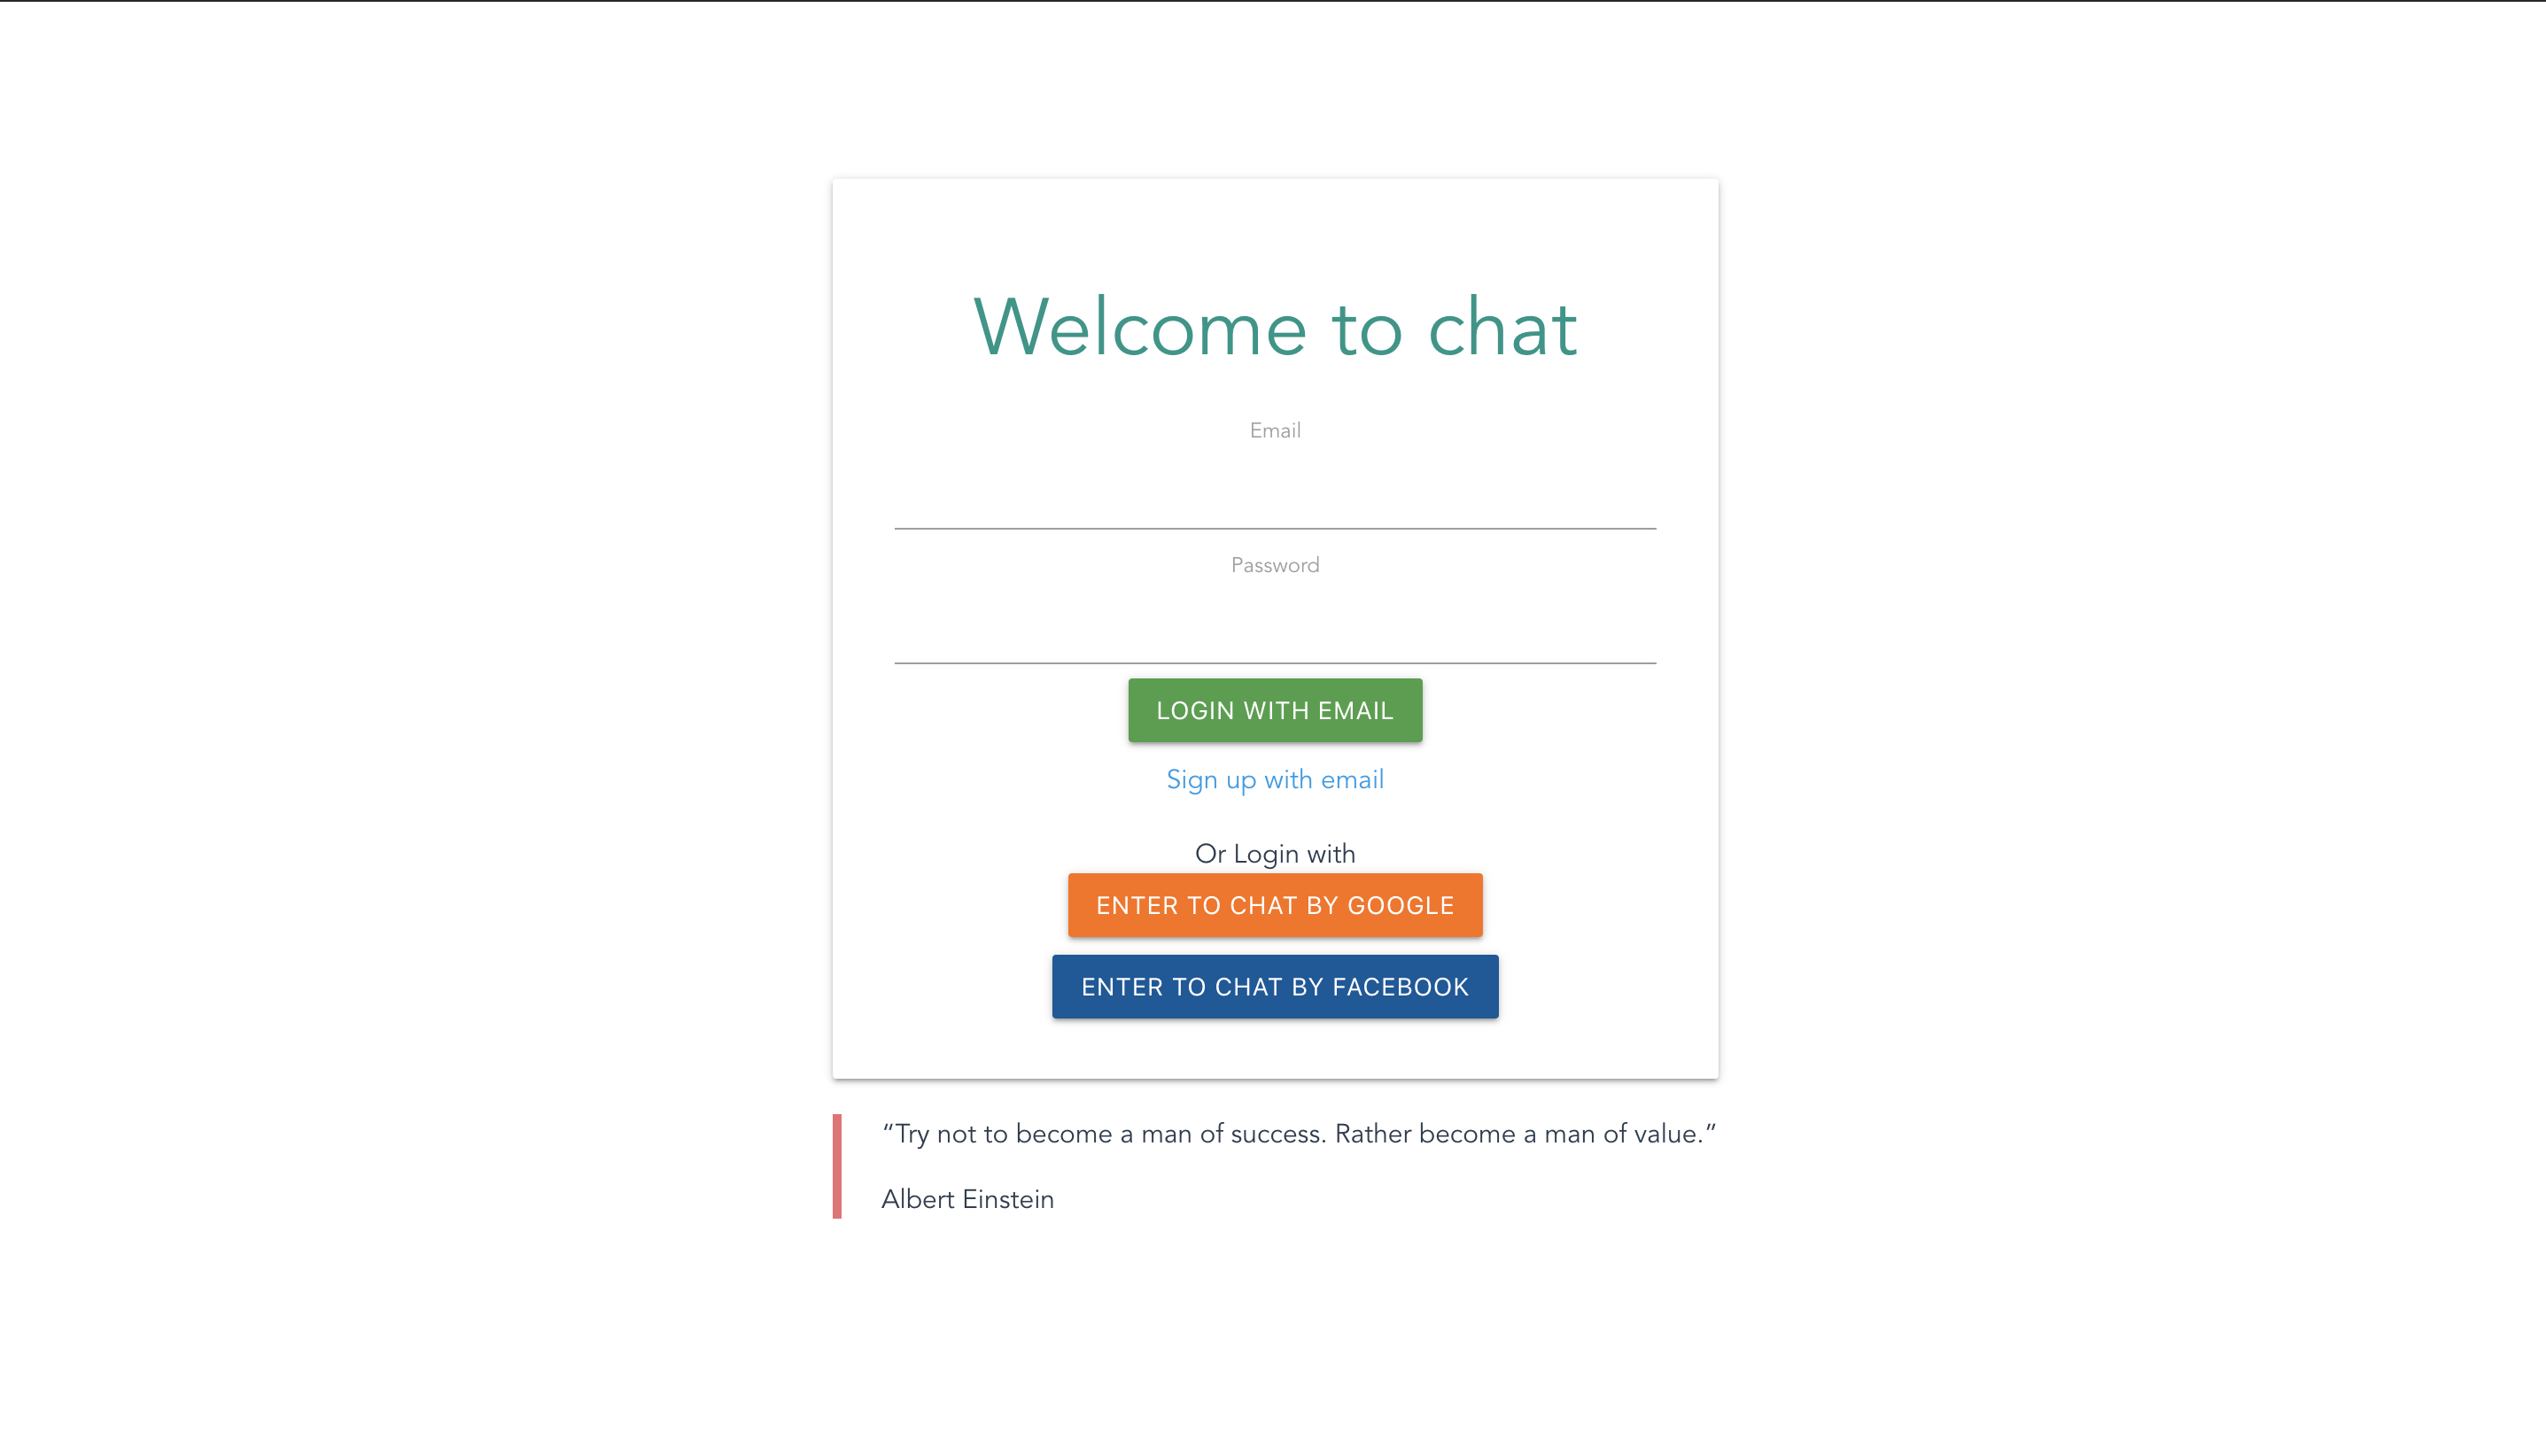 Welcome to chat
Email
Password
LOGIN WITH EMAIL
Sign up with email
Or Login with
ENTER TO CHAT BY GOOGLE
ENTER TO CHAT BY FACEBOOK
“Try not to become a man of success. Rather become a man of value.”
Albert Einstein